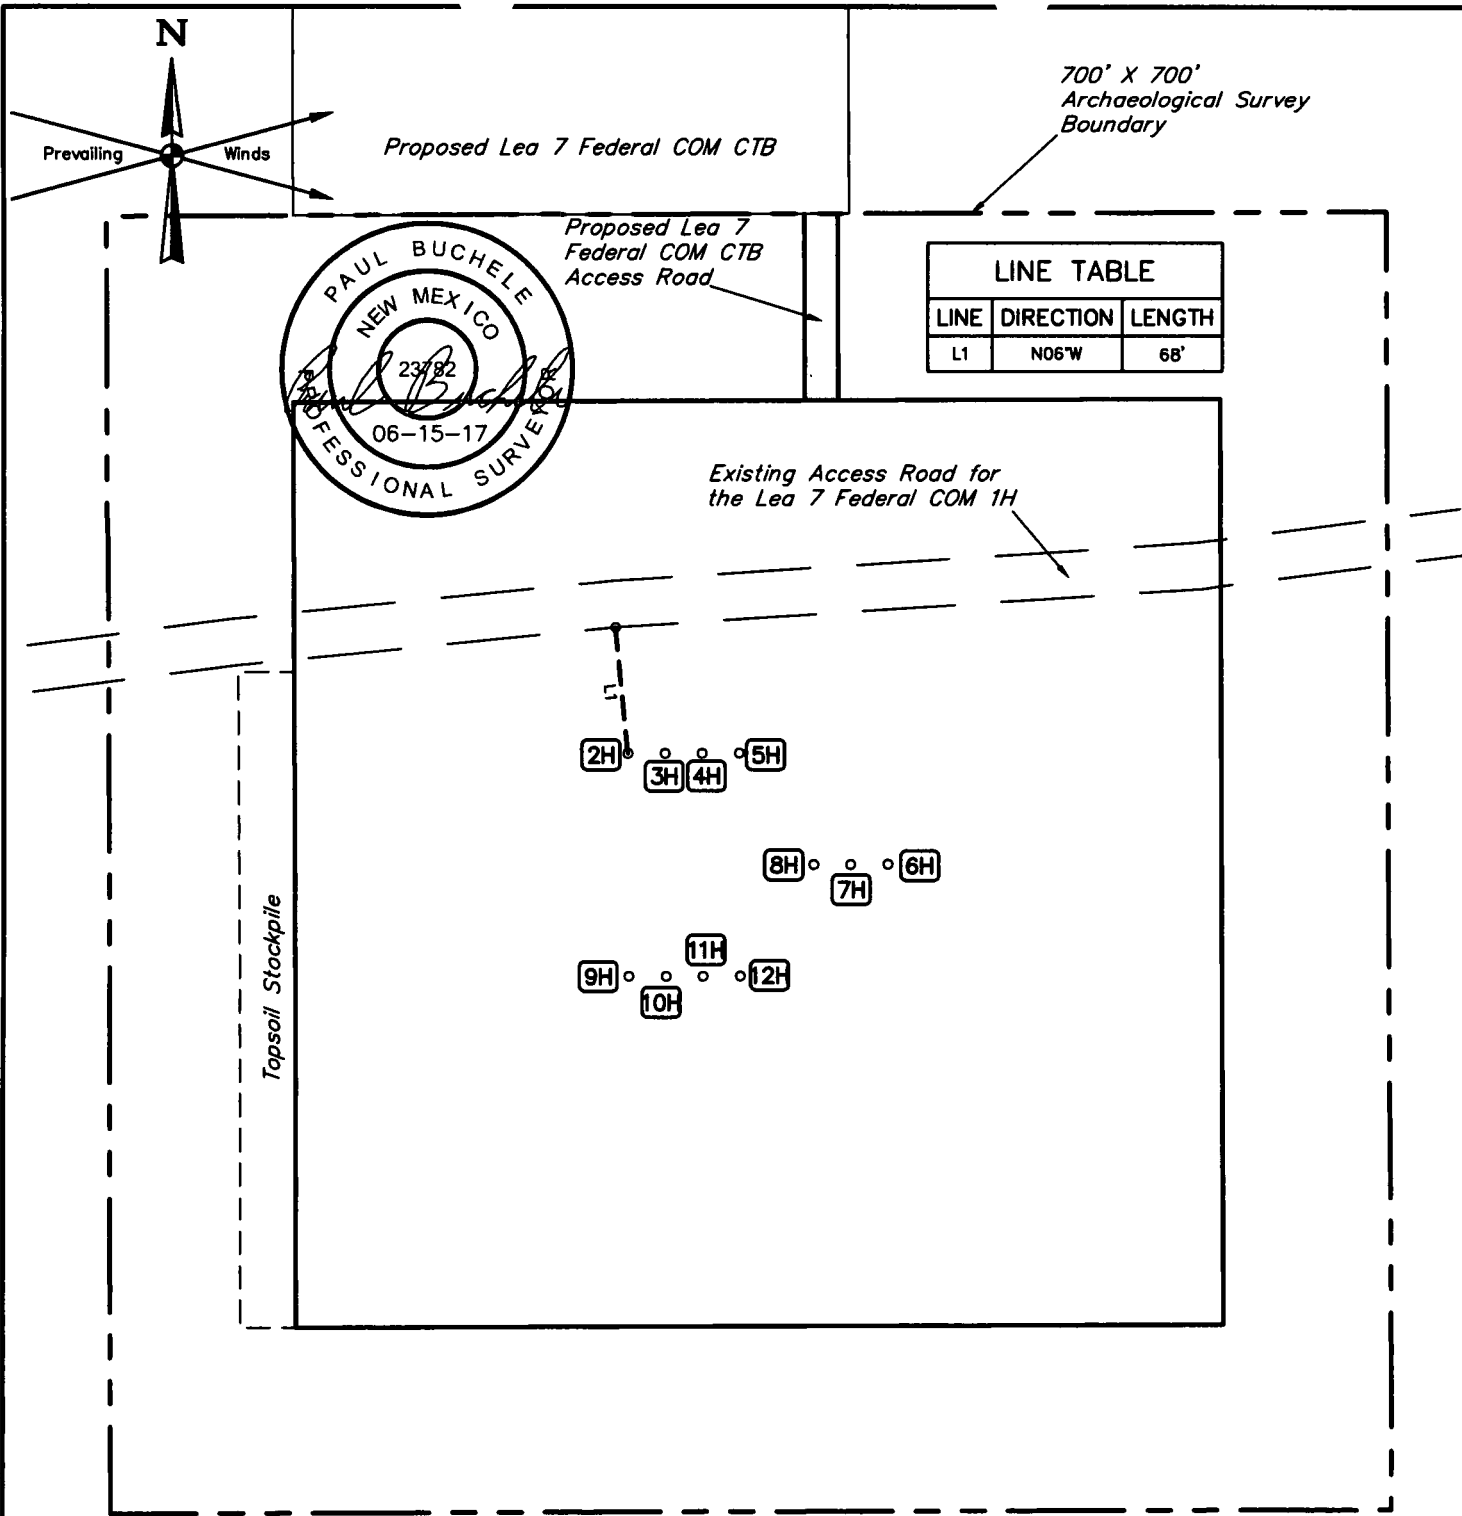 N
Prevailing
Winds
Proposed Lea 7 Federal COM CTB
700' X 700'
Archaeological Survey
Boundary
Proposed Lea 7
Federal COM CTB
Access Road
LINE TABLE
LINE DIRECTION LENGTH
L1 N06°W 68'
PAUL BUCHELE
NEW MEXICO
23782
06-15-17
PROFESSIONAL SURVEYOR
Paul Buchele
Existing Access Road for
the Lea 7 Federal COM 1H
L1
2H
3H
4H
5H
8H
7H
6H
11H
9H
10H
12H
Topsoil Stockpile